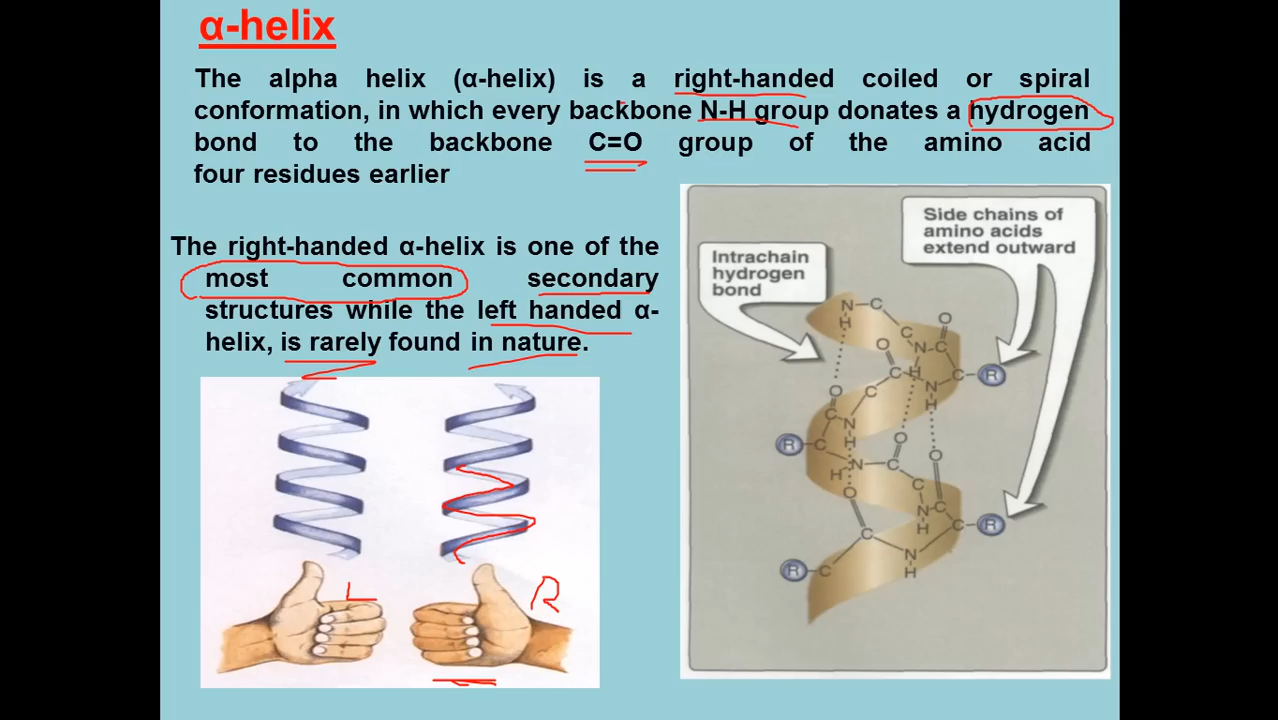 α-helix
The alpha helix (α-helix) is a right-handed coiled or spiral
conformation, in which every backbone N-H group donates a hydrogen
bond to the backbone C=O group of the amino acid
four residues earlier
The right-handed α-helix is one of the
most common secondary
structures while the left handed α-
helix, is rarely found in nature.
L
R
Side chains of
amino acids
extend outward
Intrachain
hydrogen
bond
N C
H
C
O
O
N C
C
H
N
C
R
H
C
O
C
N
R
C
H
O
H
N
C
O
C
O
N
C
H
C
R
C
N
H
R
C